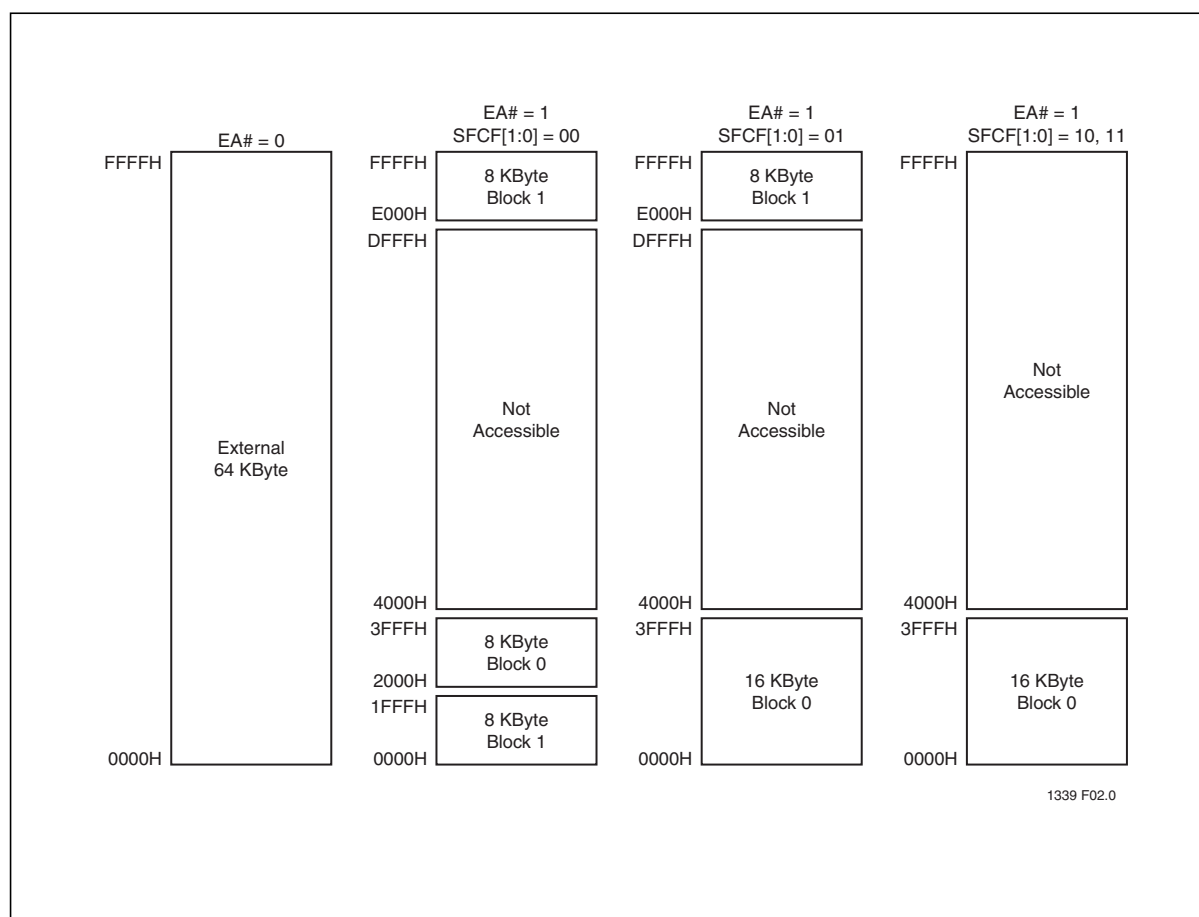 EA# = 0
FFFFH
External
64 KByte
0000H
EA# = 1
SFCF[1:0] = 00
FFFFH
8 KByte
Block 1
E000H
DFFFH
Not
Accessible
4000H
3FFFH
8 KByte
Block 0
2000H
1FFFH
8 KByte
Block 1
0000H
EA# = 1
SFCF[1:0] = 01
FFFFH
8 KByte
Block 1
E000H
DFFFH
Not
Accessible
4000H
3FFFH
16 KByte
Block 0
0000H
EA# = 1
SFCF[1:0] = 10, 11
FFFFH
Not
Accessible
4000H
3FFFH
16 KByte
Block 0
0000H
1339 F02.0